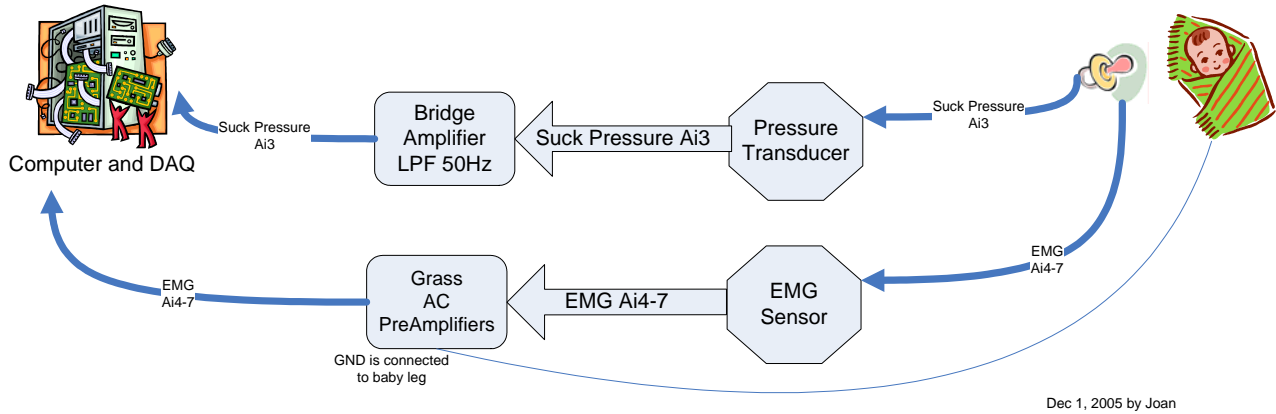 Computer and DAQ
Suck Pressure
Ai3
Bridge
Amplifier
LPF 50Hz
Suck Pressure Ai3
Pressure
Transducer
Suck Pressure
Ai3
EMG
Ai4-7
Grass
AC
PreAmplifiers
GND is connected
to baby leg
EMG Ai4-7
EMG
Sensor
EMG
Ai4-7
Dec 1, 2005 by Joan